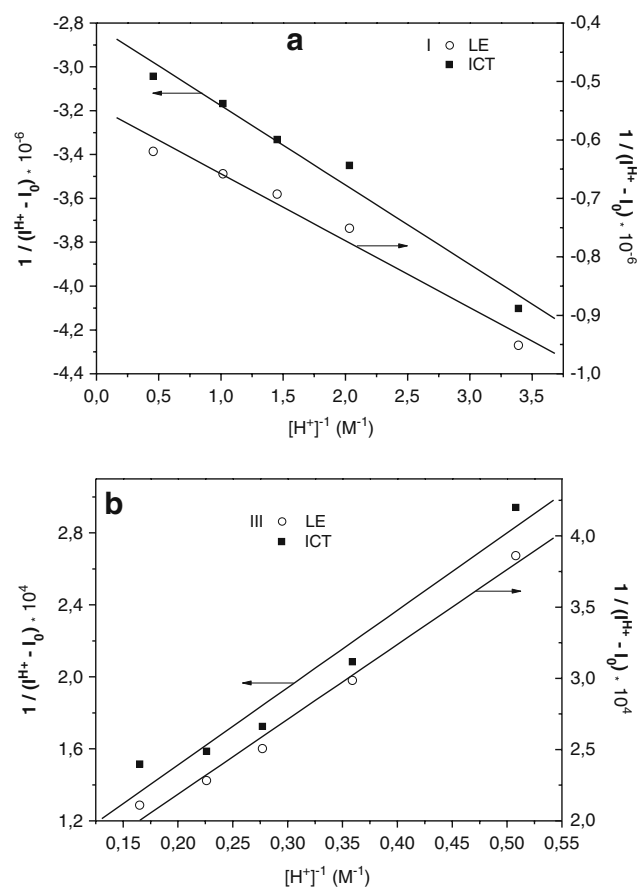 a
I ○ LE
■ ICT
-2,8
-3,0
-3,2
-3,4
-3,6
-3,8
-4,0
-4,2
-4,4
1 / (I^H+ - I_0) * 10^-6
-0,4
-0,5
-0,6
-0,7
-0,8
-0,9
-1,0
1 / (I^H+ - I_0) * 10^-6
0,0 0,5 1,0 1,5 2,0 2,5 3,0 3,5
[H+]^-1 (M^-1)
b
III ○ LE
■ ICT
2,8
2,4
2,0
1,6
1,2
1 / (I^H+ - I_0) * 10^4
4,0
3,5
3,0
2,5
2,0
1 / (I^H+ - I_0) * 10^4
0,15 0,20 0,25 0,30 0,35 0,40 0,45 0,50 0,55
[H+]^-1 (M^-1)